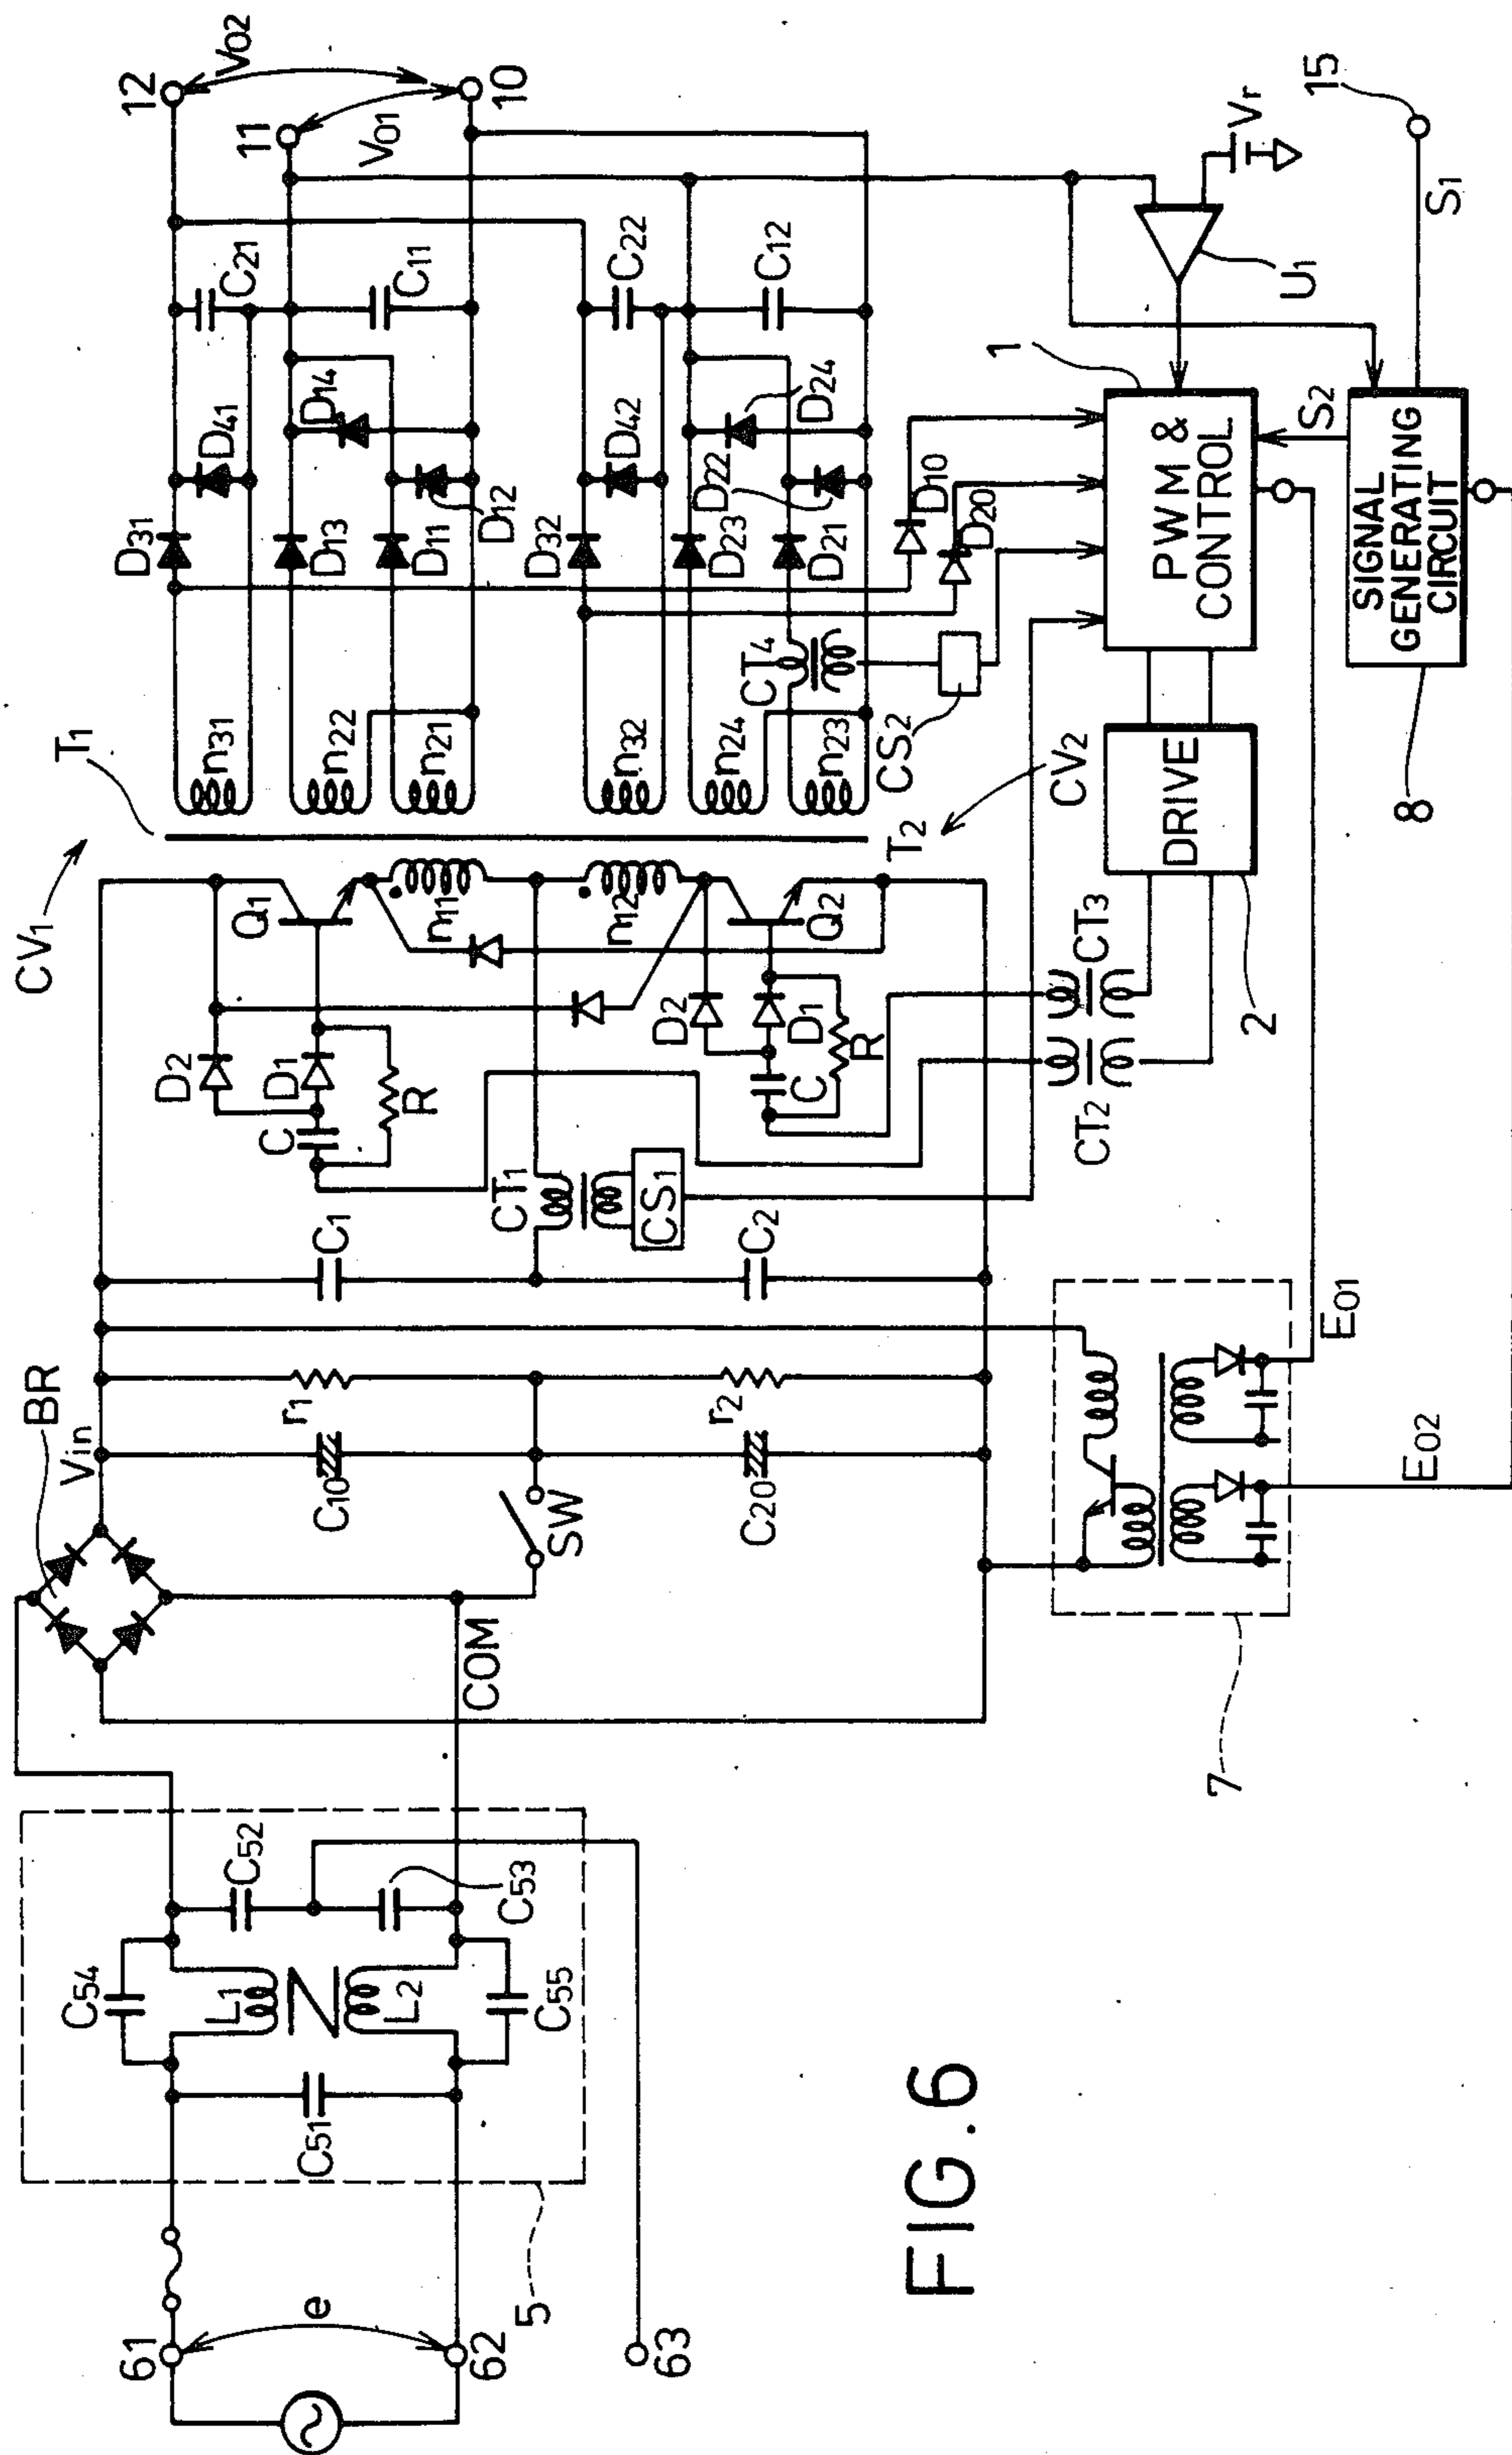 FIG. 6
61
e
62
63
5
C51
C54
L1
L2
C55
C52
C53
COM
BR
Vin
C10
r1
SW
C20
r2
7
E02
E01
C1
C2
CT1
CS1
C
R
D2
D1
C
R
D2
D1
CV1
Q1
n11
n12
Q2
T1
T2
CV2
CT2
CT3
2
DRIVE
n31
n22
n21
n32
n24
n23
CT4
CS2
D31
D13
D11
D12
D41
D14
D32
D23
D21
D22
D42
D24
D10
D20
C21
C11
C22
C12
1
PWM &
CONTROL
S2
SIGNAL
GENERATING
CIRCUIT
8
U1
Vr
S1
15
12
11
10
V01
V02